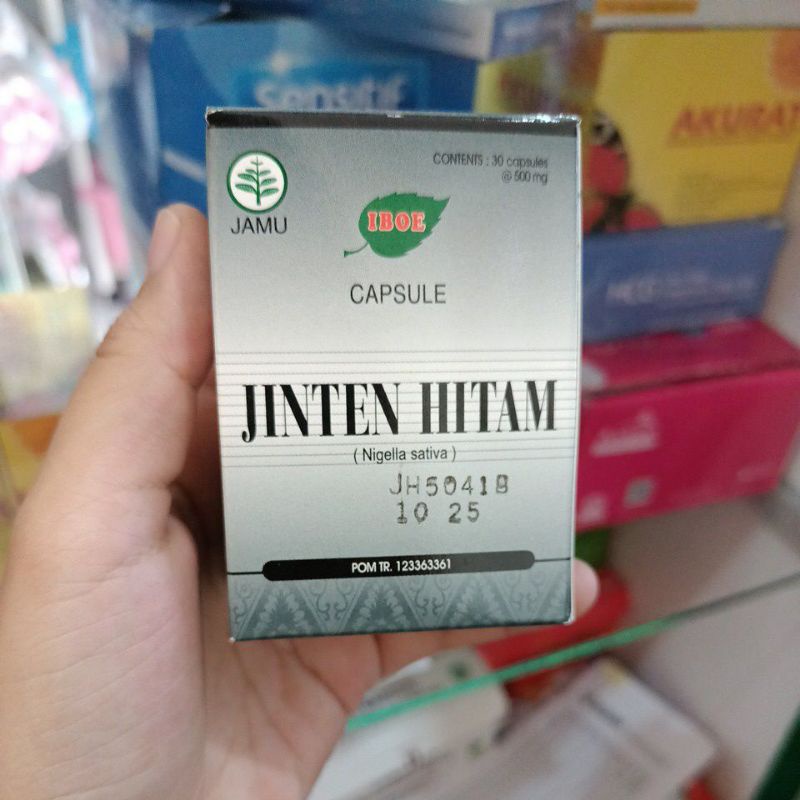 Sensitif
AKURAT
CONTENTS : 30 capsules
@ 500 mg
JAMU
IBOE
CAPSULE
JINTEN HITAM
( Nigella sativa )
JH5041B
10 25
POM TR. 123363361